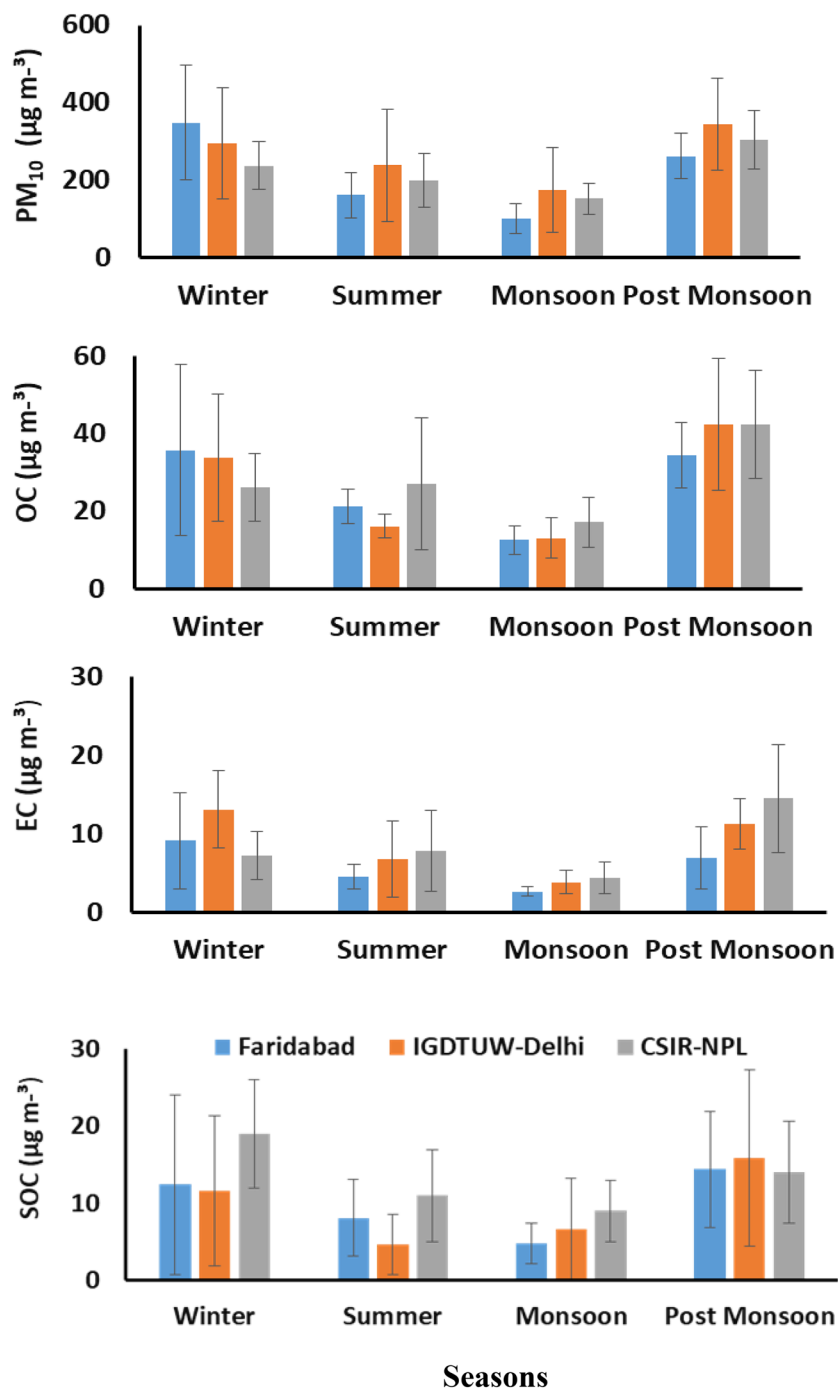 PM₁₀ (µg m-³)
600
400
200
0
Winter Summer Monsoon Post Monsoon
OC (µg m-³)
60
40
20
0
Winter Summer Monsoon Post Monsoon
EC (µg m-³)
30
20
10
0
Winter Summer Monsoon Post Monsoon
SOC (µg m-³)
30
20
10
0
Faridabad IGDTUW-Delhi CSIR-NPL
Winter Summer Monsoon Post Monsoon
Seasons